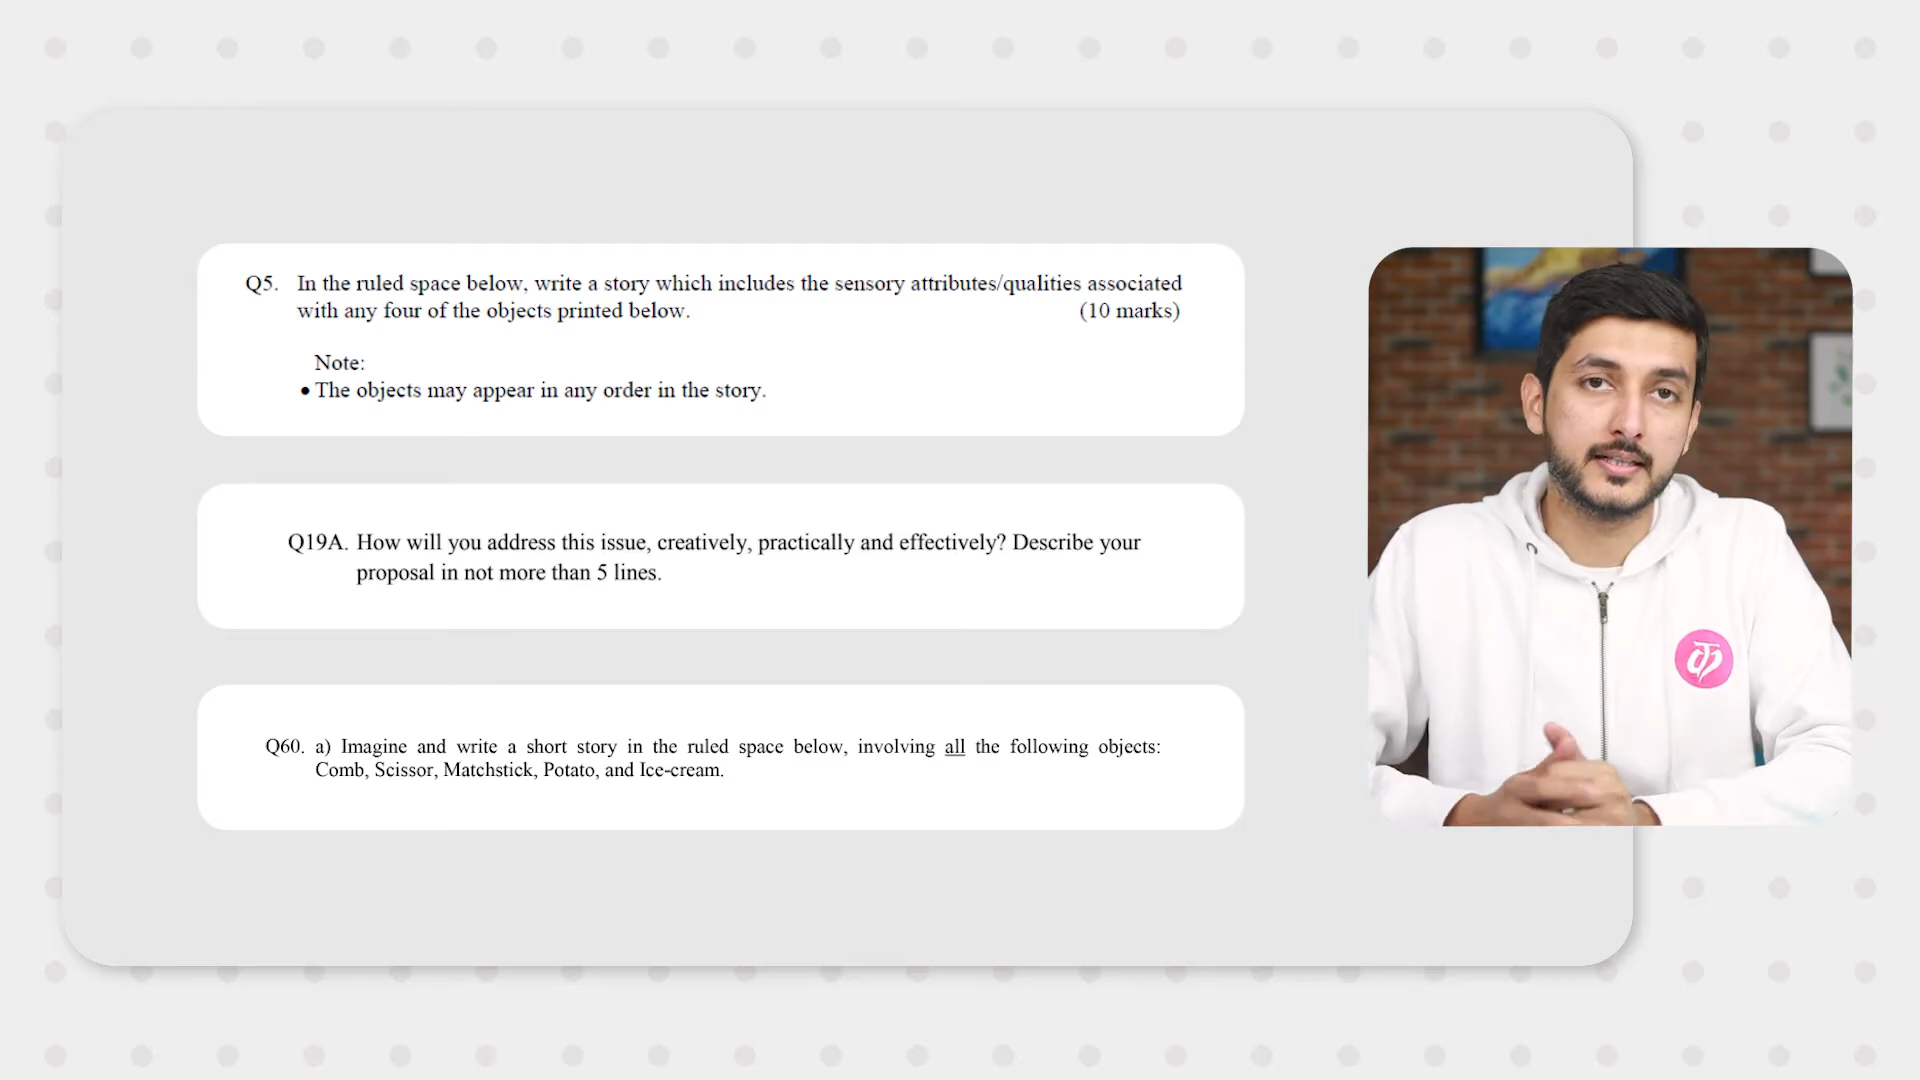 Q5. In the ruled space below, write a story which includes the sensory attributes/qualities associated
with any four of the objects printed below. (10 marks)
Note:
• The objects may appear in any order in the story.
Q19A. How will you address this issue, creatively, practically and effectively? Describe your
proposal in not more than 5 lines.
Q60. a) Imagine and write a short story in the ruled space below, involving all the following objects:
Comb, Scissor, Matchstick, Potato, and Ice-cream.
क